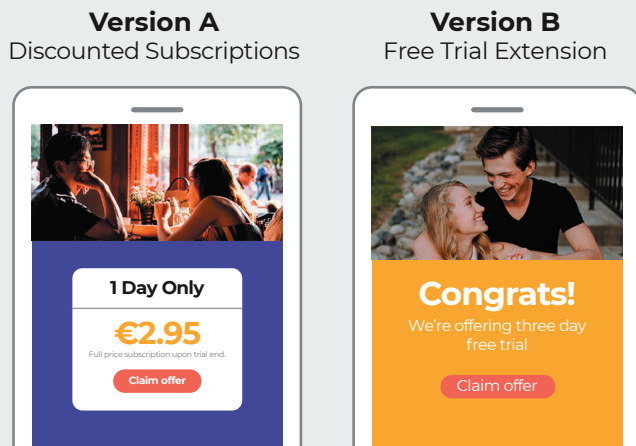 Version A
Discounted Subscriptions
1 Day Only
€2.95
Full price subscription upon trial end.
Claim offer
Version B
Free Trial Extension
Congrats!
We're offering three day
free trial
Claim offer